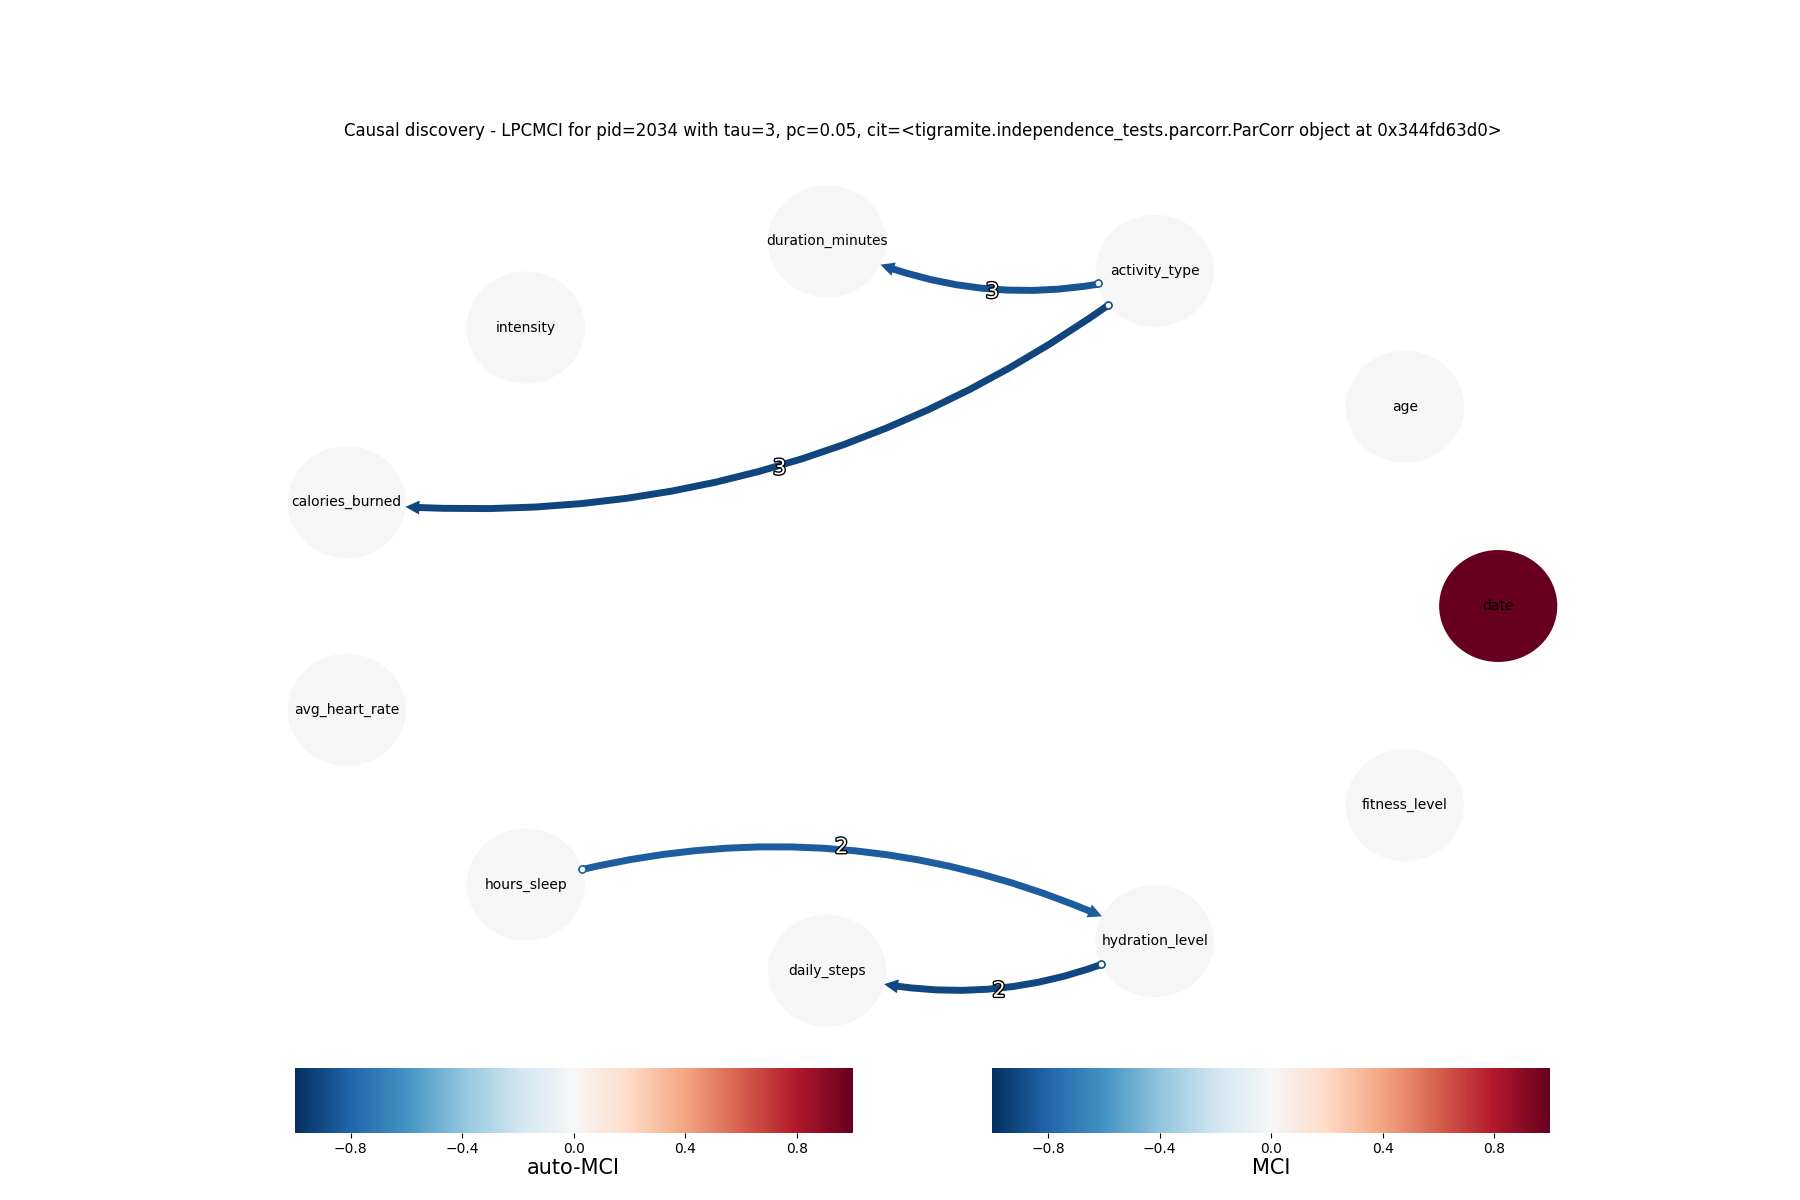 Causal discovery - LPCMCI for pid=2034 with tau=3, pc=0.05, cit=<tigramite.independence_tests.parcorr.ParCorr object at 0x344fd63d0>
duration_minutes
activity_type
3
intensity
age
3
calories_burned
date
avg_heart_rate
fitness_level
2
hours_sleep
hydration_level
daily_steps
2
−0.8 −0.4 0.0 0.4 0.8
auto-MCI
−0.8 −0.4 0.0 0.4 0.8
MCI